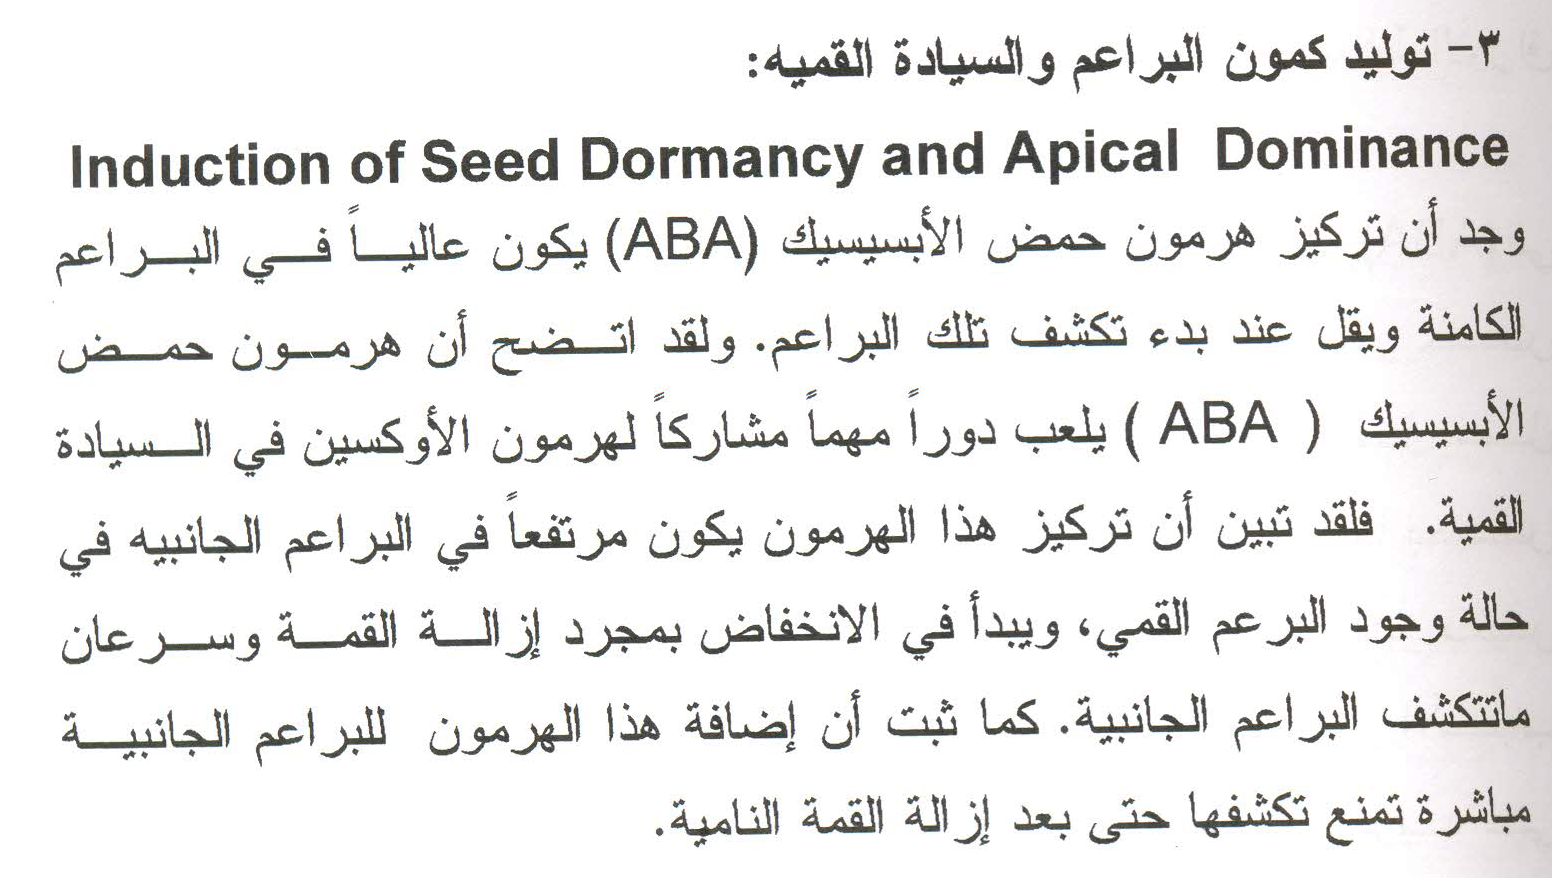 ٣- توليد كمون البراعم والسيادة القميه:
Induction of Seed Dormancy and Apical Dominance
وجد أن تركيز هرمون حمض الأبسيسيك (ABA) يكون عالياً في البراعم
الكامنة ويقل عند بدء تكشف تلك البراعم. ولقد اتضح أن هرمون حمض
الأبسيسيك ( ABA ) يلعب دوراً مهماً مشاركاً لهرمون الأوكسين في السيادة
القمية. فلقد تبين أن تركيز هذا الهرمون يكون مرتفعاً في البراعم الجانبيه في
حالة وجود البرعم القمي، ويبدأ في الانخفاض بمجرد إزالة القمة وسرعان
ماتتكشف البراعم الجانبية. كما ثبت أن إضافة هذا الهرمون للبراعم الجانبية
مباشرة تمنع تكشفها حتى بعد إزالة القمة النامية.